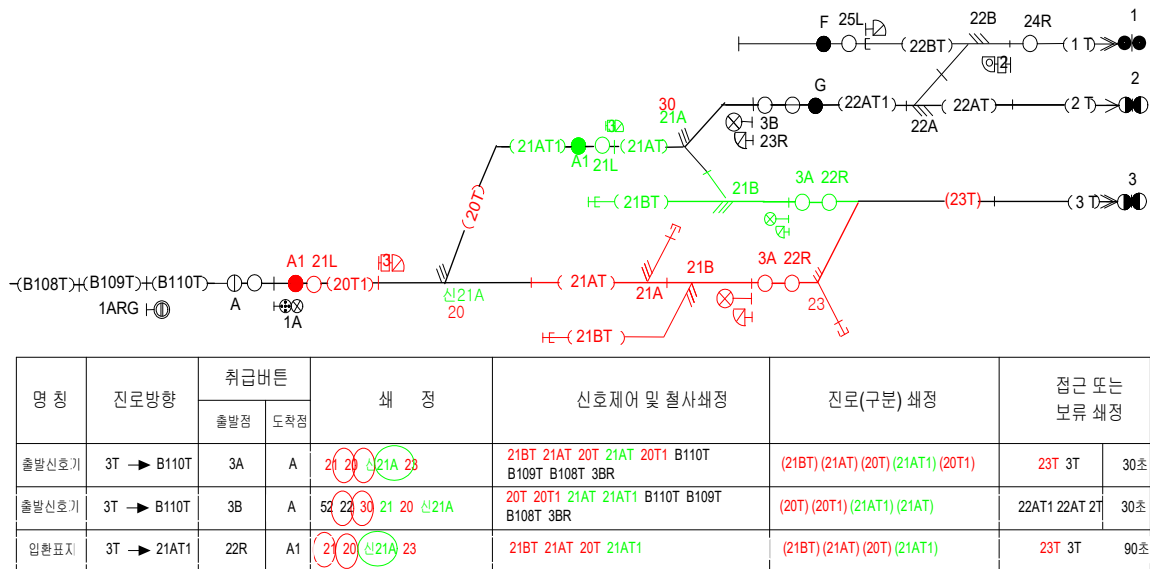 F 25L 22B 24R 1
(22BT) (1 T)
2
G
30 (22AT1) (22AT) (2 T) 2
21A 3B 22A
3
(21AT1) (21AT) 23R
A1 21L
(20T) 21B 3A 22R 3
(21BT) (23T) (3 T)
A1 21L 3 21B 3A 22R
(B108T) (B109T) (B110T) (20T1) 신21A (21AT) 21A
1ARG A 1A 20 23
(21BT)
명 칭 진로방향 취급버튼 쇄 정 신호제어 및 철사쇄정 진로(구분) 쇄정 접근 또는
보류 쇄정
출발점 도착점
출발신호기 3T → B110T 3A A 21 20 신21A 23 21BT 21AT 20T 21AT 20T1 B110T
B109T B108T 3BR (21BT) (21AT) (20T) (21AT1) (20T1) 23T 3T 30초
출발신호기 3T → B110T 3B A 52 22 30 21 20 신21A 20T 20T1 21AT 21AT1 B110T B109T
B108T 3BR (20T) (20T1) (21AT1) (21AT) 22AT1 22AT 2T 30초
입환표지 3T → 21AT1 22R A1 21 20 신21A 23 21BT 21AT 20T 21AT1 (21BT) (21AT) (20T) (21AT1) 23T 3T 90초